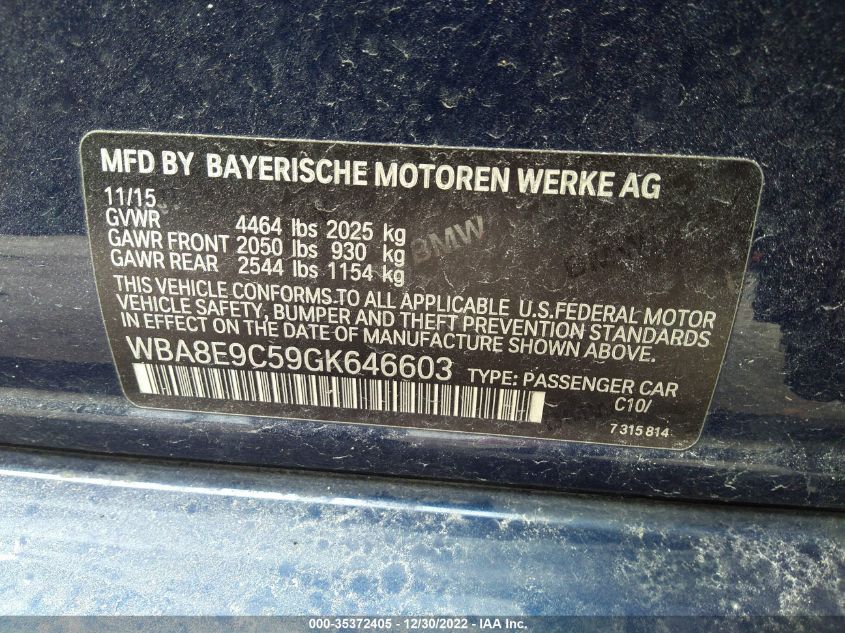 MFD BY BAYERISCHE MOTOREN WERKE AG
11/15
GVWR 4464 lbs 2025 kg
GAWR FRONT 2050 lbs 930 kg
GAWR REAR 2544 lbs 1154 kg
BMW
BMW
THIS VEHICLE CONFORMS TO ALL APPLICABLE U.S.FEDERAL MOTOR
VEHICLE SAFETY, BUMPER AND THEFT PREVENTION STANDARDS
IN EFFECT ON THE DATE OF MANUFACTURE SHOWN ABOVE.
WBA8E9C59GK646603 TYPE: PASSENGER CAR
C10/
7 315 814
000-35372405 - 12/30/2022 - IAA Inc.